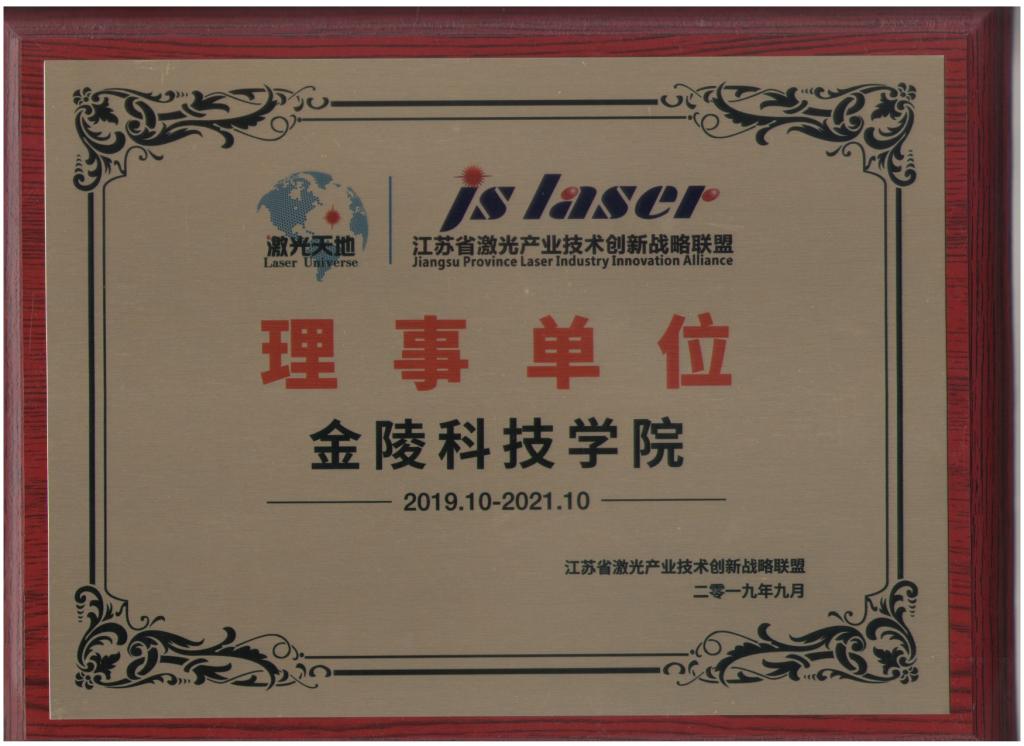 js laser
激光天地
Laser Universe
江苏省激光产业技术创新战略联盟
Jiangsu Province Laser Industry Innovation Alliance
理事单位
金陵科技学院
2019.10-2021.10
江苏省激光产业技术创新战略联盟
二零一九年九月